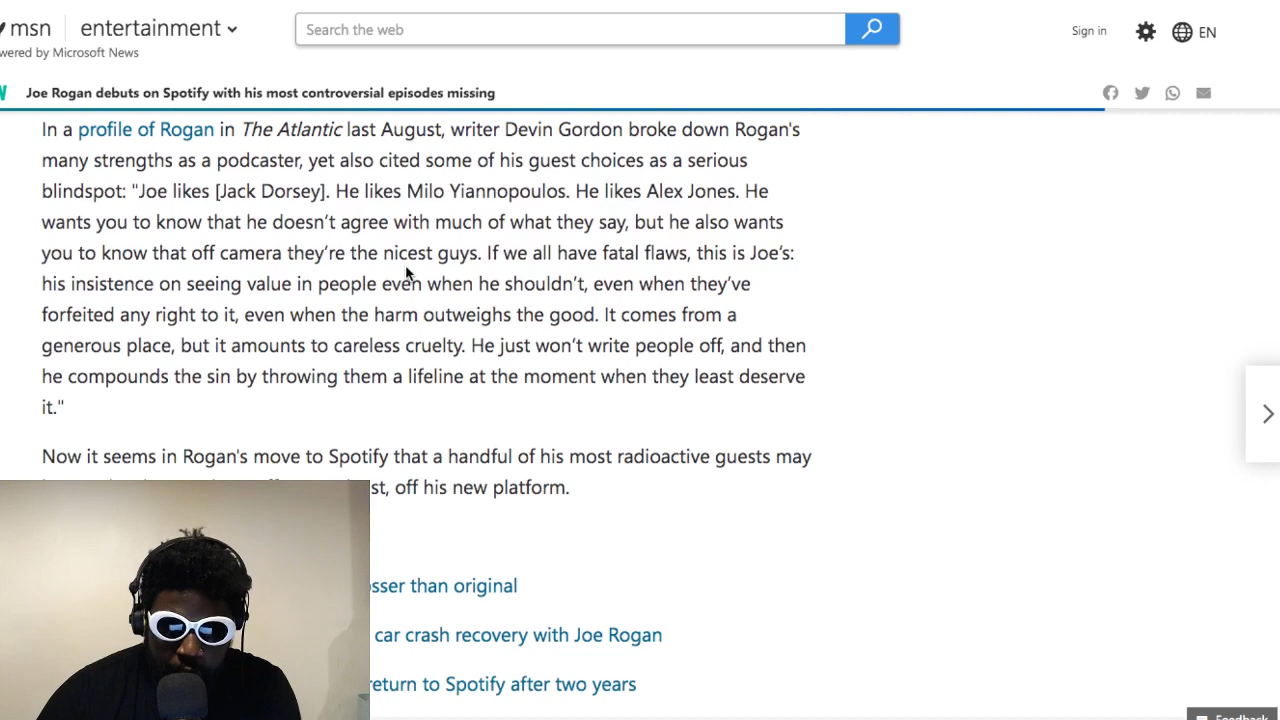 msn entertainment
Search the web
Sign in
EN
wered by Microsoft News
Joe Rogan debuts on Spotify with his most controversial episodes missing
In a profile of Rogan in The Atlantic last August, writer Devin Gordon broke down Rogan's
many strengths as a podcaster, yet also cited some of his guest choices as a serious
blindspot: "Joe likes [Jack Dorsey]. He likes Milo Yiannopoulos. He likes Alex Jones. He
wants you to know that he doesn’t agree with much of what they say, but he also wants
you to know that off camera they’re the nicest guys. If we all have fatal flaws, this is Joe’s:
his insistence on seeing value in people even when he shouldn’t, even when they’ve
forfeited any right to it, even when the harm outweighs the good. It comes from a
generous place, but it amounts to careless cruelty. He just won’t write people off, and then
he compounds the sin by throwing them a lifeline at the moment when they least deserve
it."
Now it seems in Rogan's move to Spotify that a handful of his most radioactive guests may
st, off his new platform.
sser than original
car crash recovery with Joe Rogan
return to Spotify after two years
Feedback